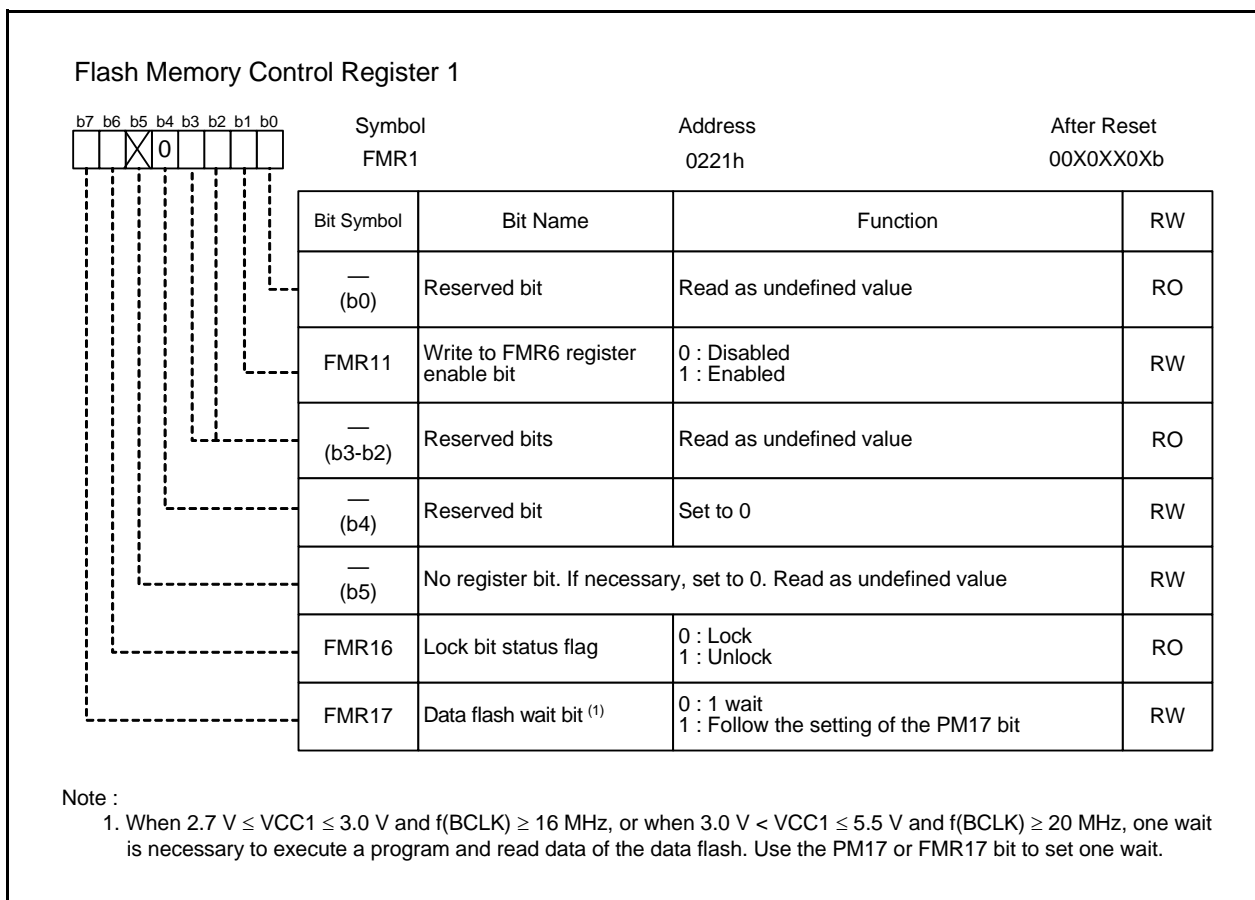 Flash Memory Control Register 1
b7 b6 b5 b4 b3 b2 b1 b0
0
Symbol Address After Reset
FMR1 0221h 00X0XX0Xb
Bit Symbol Bit Name Function RW
—
(b0) Reserved bit Read as undefined value RO
FMR11 Write to FMR6 register
enable bit 0 : Disabled
1 : Enabled RW
—
(b3-b2) Reserved bits Read as undefined value RO
—
(b4) Reserved bit Set to 0 RW
—
(b5) No register bit. If necessary, set to 0. Read as undefined value RW
FMR16 Lock bit status flag 0 : Lock
1 : Unlock RO
FMR17 Data flash wait bit (1) 0 : 1 wait
1 : Follow the setting of the PM17 bit RW
Note :
1. When 2.7 V ≤ VCC1 ≤ 3.0 V and f(BCLK) ≥ 16 MHz, or when 3.0 V < VCC1 ≤ 5.5 V and f(BCLK) ≥ 20 MHz, one wait
is necessary to execute a program and read data of the data flash. Use the PM17 or FMR17 bit to set one wait.